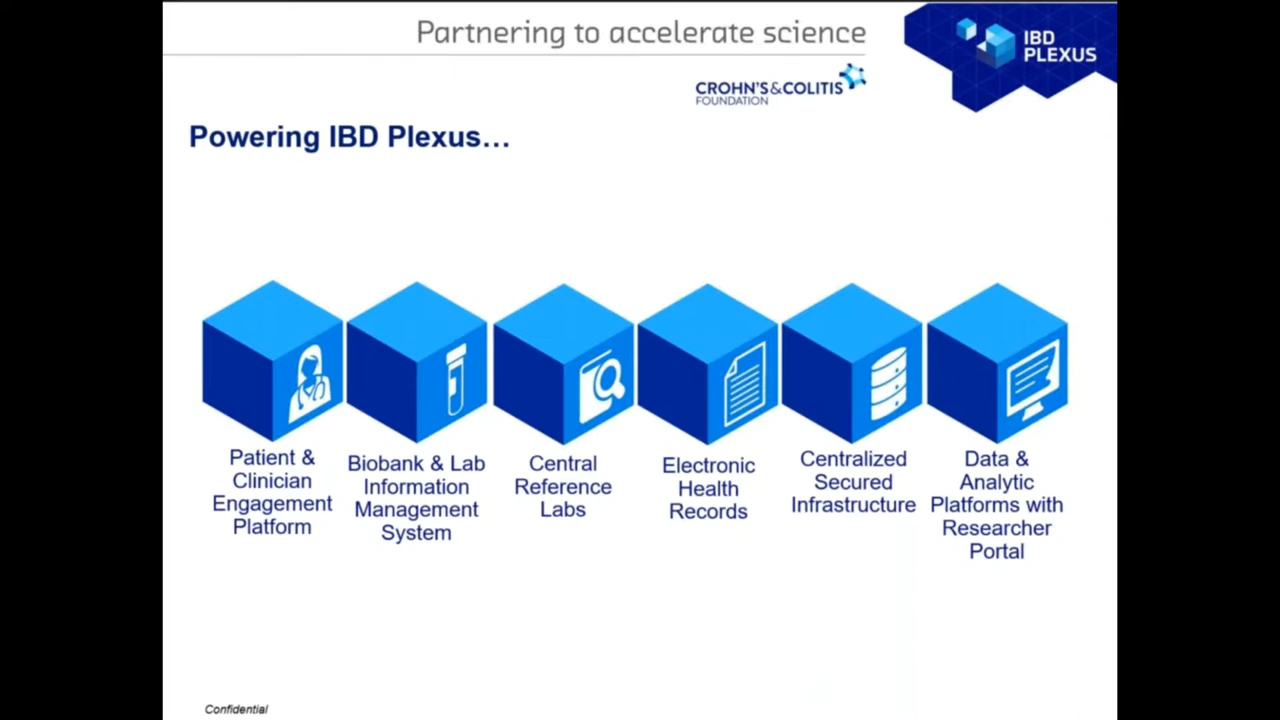 Partnering to accelerate science
IBD
PLEXUS
CROHN'S&COLITIS
FOUNDATION
Powering IBD Plexus…
Patient &
Clinician
Engagement
Platform
Biobank & Lab
Information
Management
System
Central
Reference
Labs
Electronic
Health
Records
Centralized
Secured
Infrastructure
Data &
Analytic
Platforms with
Researcher
Portal
Confidential